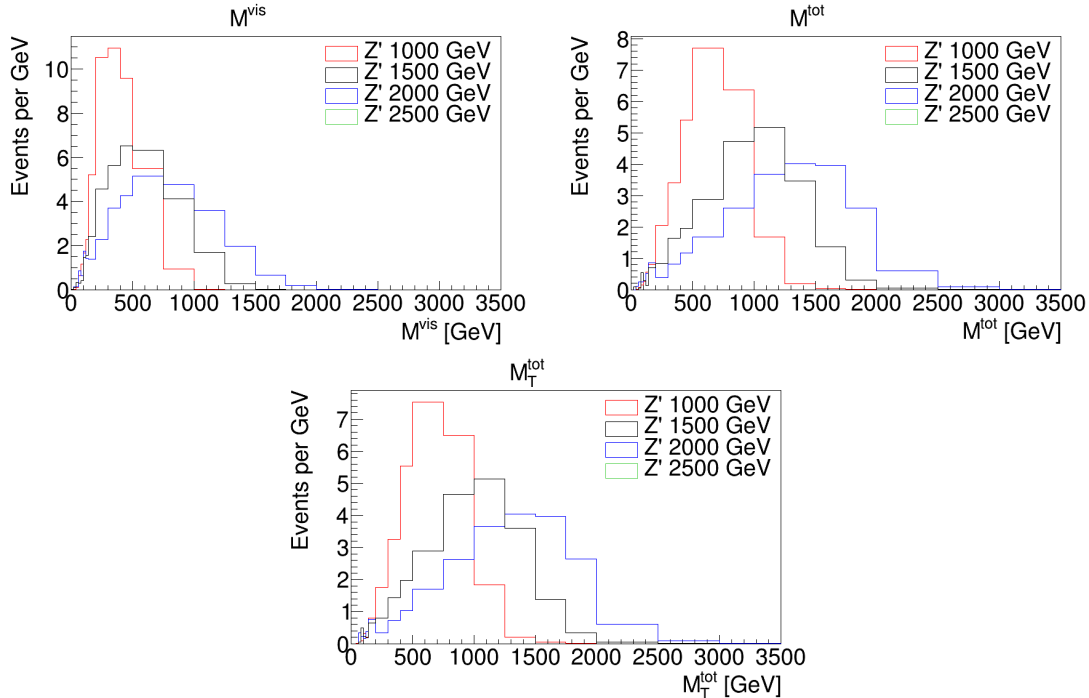 M^vis
Events per GeV
10
8
6
4
2
0
0 500 1000 1500 2000 2500 3000 3500
M^vis [GeV]
Z' 1000 GeV
Z' 1500 GeV
Z' 2000 GeV
Z' 2500 GeV
M^tot
Events per GeV
8
7
6
5
4
3
2
1
0
0 500 1000 1500 2000 2500 3000 3500
M^tot [GeV]
Z' 1000 GeV
Z' 1500 GeV
Z' 2000 GeV
Z' 2500 GeV
M_T^tot
Events per GeV
7
6
5
4
3
2
1
0
0 500 1000 1500 2000 2500 3000 3500
M_T^tot [GeV]
Z' 1000 GeV
Z' 1500 GeV
Z' 2000 GeV
Z' 2500 GeV